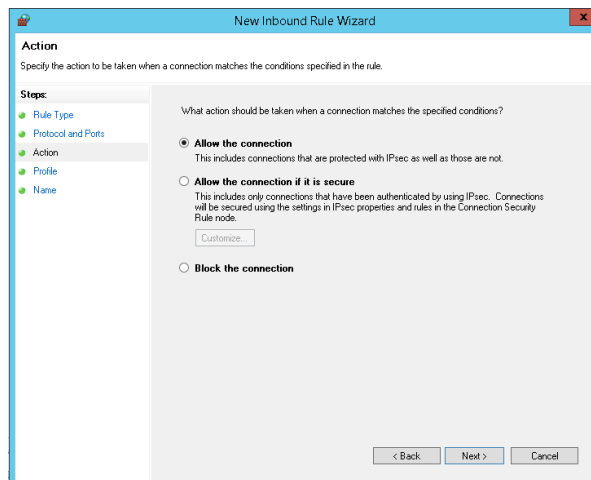 New Inbound Rule Wizard
x
Action
Specify the action to be taken when a connection matches the conditions specified in the rule.
Steps:
Rule Type
Protocol and Ports
Action
Profile
Name
What action should be taken when a connection matches the specified conditions?
Allow the connection
This includes connections that are protected with IPsec as well as those are not.
Allow the connection if it is secure
This includes only connections that have been authenticated by using IPsec. Connections
will be secured using the settings in IPsec properties and rules in the Connection Security
Rule node.
Customize...
Block the connection
< Back
Next >
Cancel